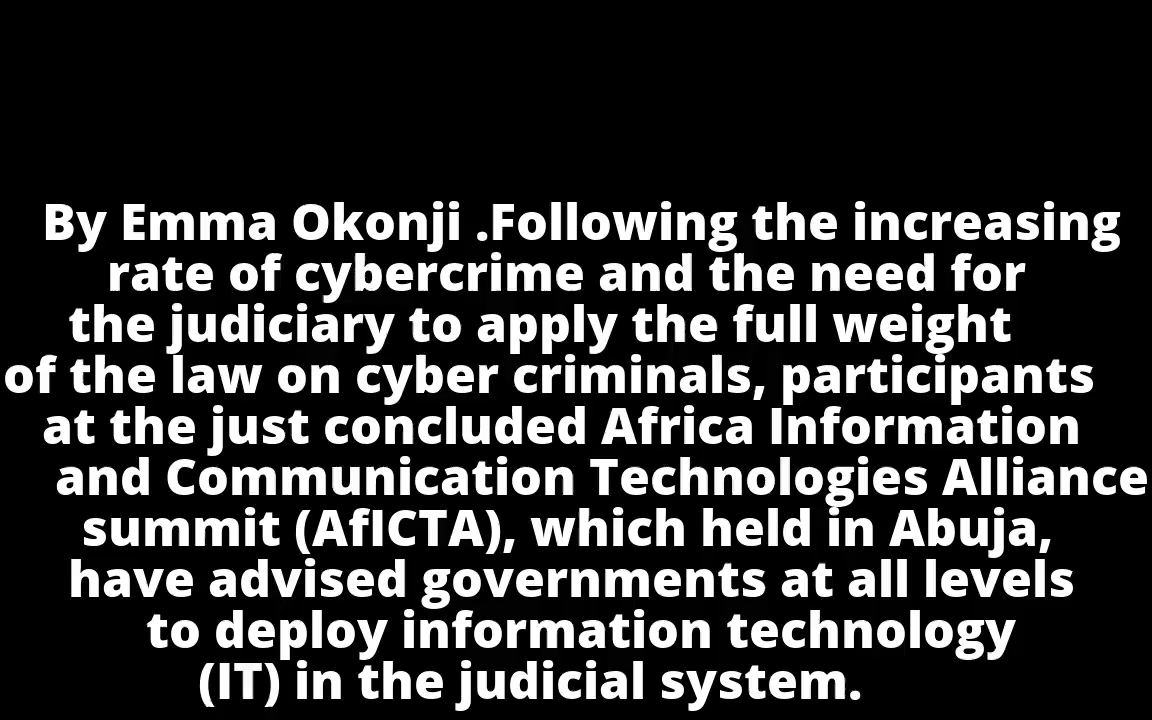 By Emma Okonji .Following the increasing
rate of cybercrime and the need for
the judiciary to apply the full weight
of the law on cyber criminals, participants
at the just concluded Africa Information
and Communication Technologies Alliance
summit (AfICTA), which held in Abuja,
have advised governments at all levels
to deploy information technology
(IT) in the judicial system.